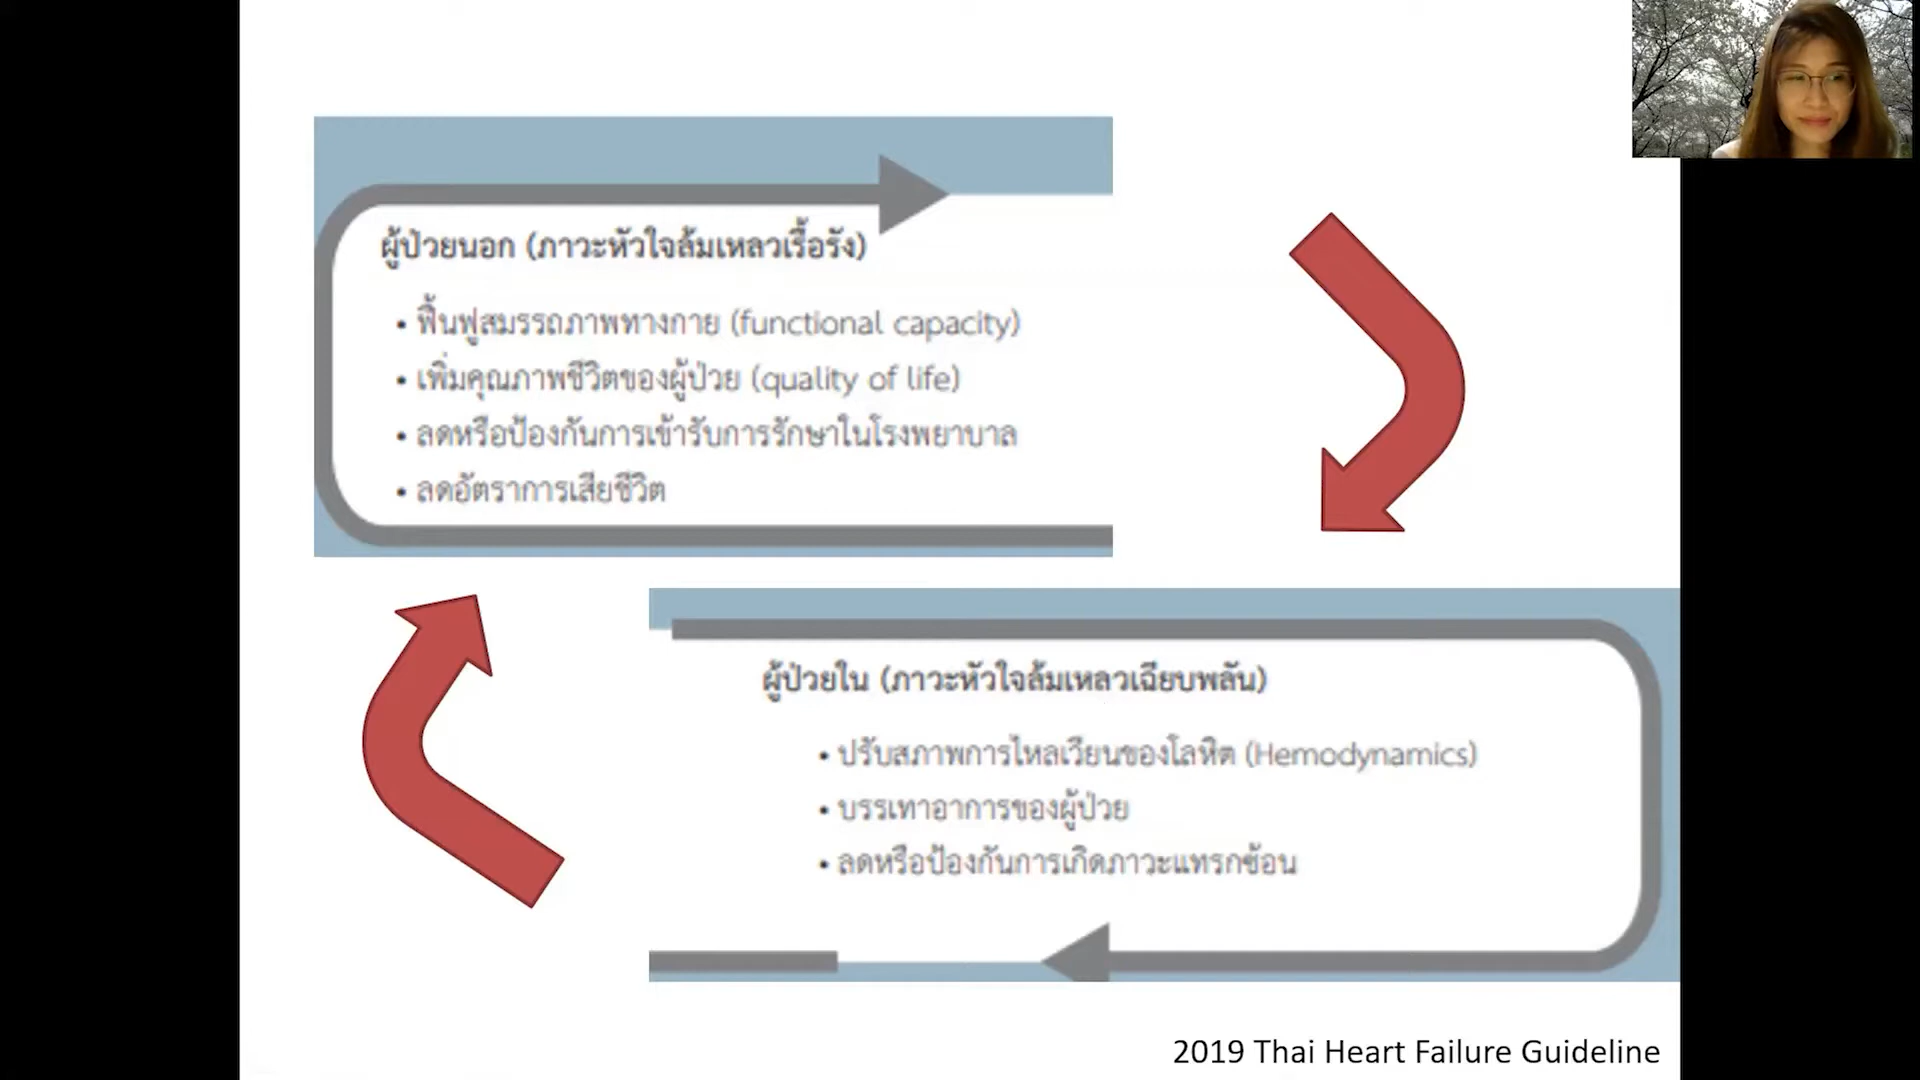 ผู้ป่วยนอก (ภาวะหัวใจล้มเหลวเรื้อรัง)
• ฟื้นฟูสมรรถภาพทางกาย (functional capacity)
• เพิ่มคุณภาพชีวิตของผู้ป่วย (quality of life)
• ลดหรือป้องกันการเข้ารับการรักษาในโรงพยาบาล
• ลดอัตราการเสียชีวิต
ผู้ป่วยใน (ภาวะหัวใจล้มเหลวเฉียบพลัน)
• ปรับสภาพการไหลเวียนของโลหิต (Hemodynamics)
• บรรเทาอาการของผู้ป่วย
• ลดหรือป้องกันการเกิดภาวะแทรกซ้อน
2019 Thai Heart Failure Guideline